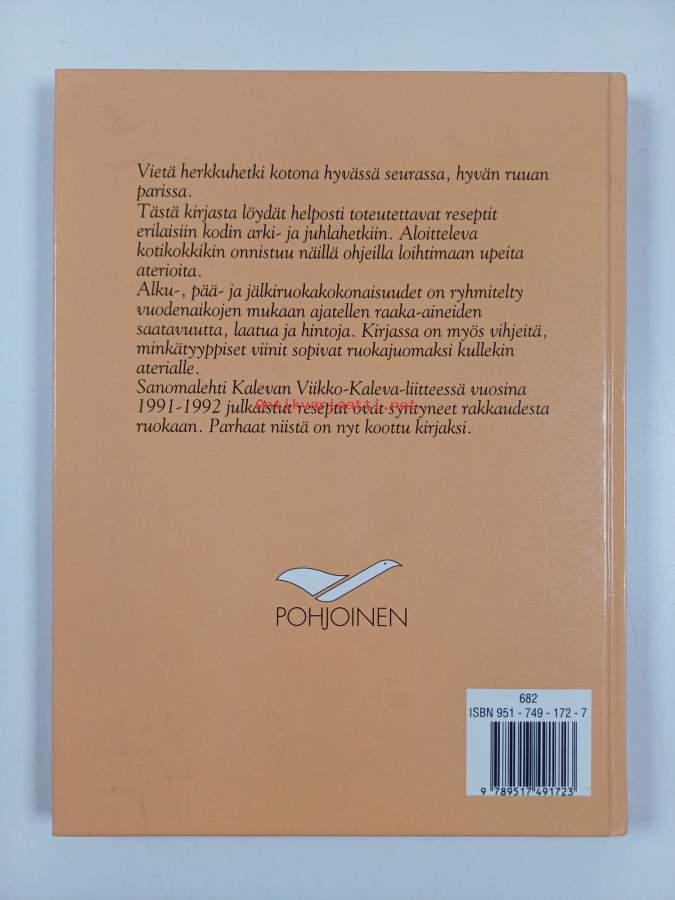 Vietä herkkuhetki kotona hyvässä seurassa, hyvän ruuan
parissa.
Tästä kirjasta löydät helposti toteutettavat reseptit
erilaisiin kodin arki- ja juhlahetkiin. Aloitteleva
kotikokkikin onnistuu näillä ohjeilla loihtimaan upeita
aterioita.
Alku-, pää- ja jälkiruokakokonaisuudet on ryhmitelty
vuodenaikojen mukaan ajatellen raaka-aineiden
saatavuutta, laatua ja hintoja. Kirjassa on myös vihjeitä,
minkätyyppiset viinit sopivat ruokajuomaksi kullekin
aterialle.
Sanomalehti Kalevan Viikko-Kaleva-liitteessä vuosina
1991-1992 julkaistut reseptit ovat syntyneet rakkaudesta
Antikvariaatti.net
ruokaan. Parhaat niistä on nyt koottu kirjaksi.
POHJOINEN
682
ISBN 951 - 749 - 172 - 7
9 789517 491723